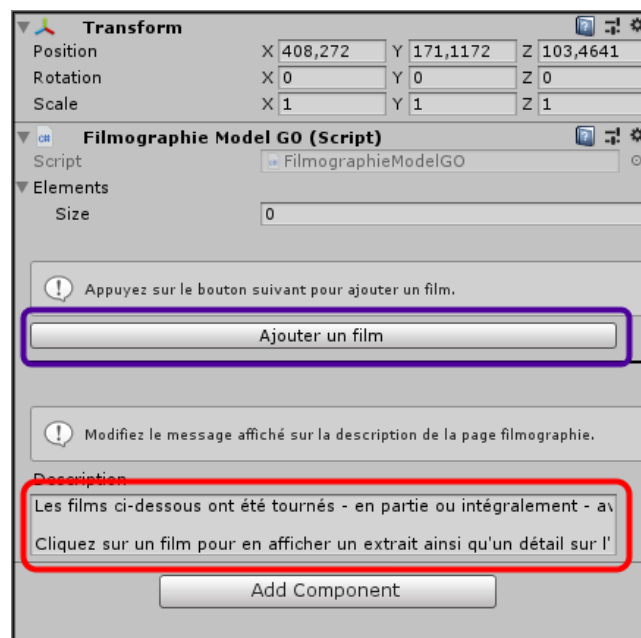 Transform
Position X 408,272 Y 171,1172 Z 103,4641
Rotation X 0 Y 0 Z 0
Scale X 1 Y 1 Z 1
Filmographie Model GO (Script)
Script FilmographieModelGO
Elements
Size 0
Appuyez sur le bouton suivant pour ajouter un film.
Ajouter un film
Modifiez le message affiché sur la description de la page filmographie.
Description
Les films ci-dessous ont été tournés - en partie ou intégralement -
Cliquez sur un film pour en afficher un extrait ainsi qu'un détail sur l'
Add Component